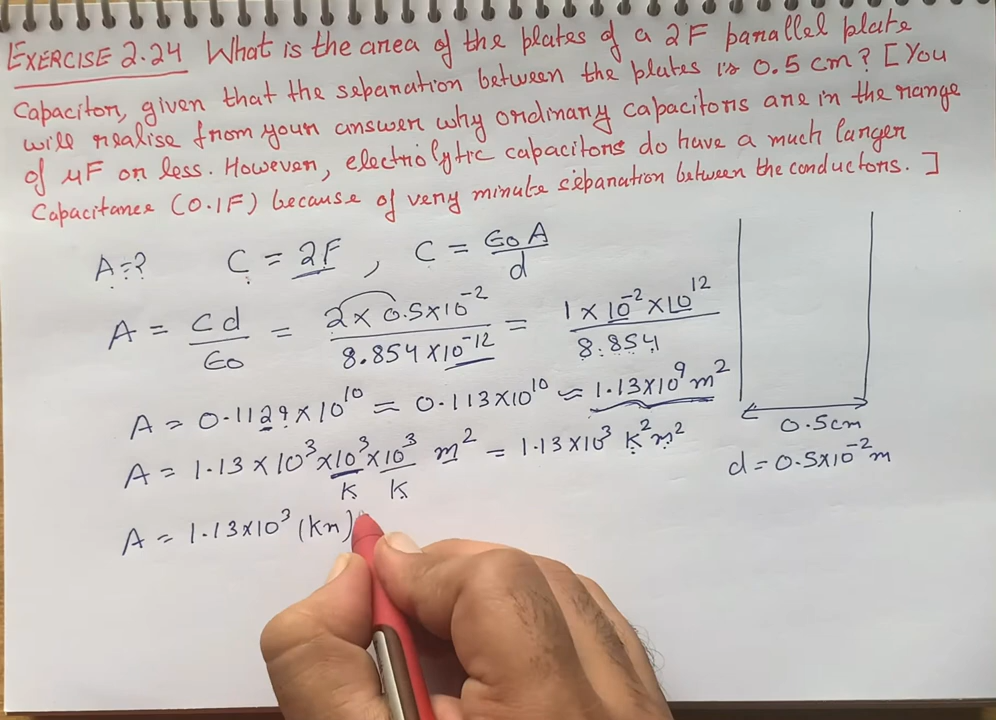 EXERCISE 2.24 What is the area of the plates of a 2F parallel plate
capacitor, given that the separation between the plates is 0.5 cm? [You
will realise from your answer why ordinary capacitors are in the range
of μF or less. However, electrolytic capacitors do have a much larger
Capacitance (0.1F) because of very minute separation between the conductors.]
A=? C = 2F, C = ϵ0 A / d
A = Cd / ϵ0 = 2 × 0.5×10⁻² / 8.854×10⁻¹² = 1×10⁻²×10¹² / 8.854
A = 0.1129×10¹⁰ ≈ 0.113×10¹⁰ ≈ 1.13×10⁹ m²
0.5cm
A = 1.13×10³×10³×10³ m² = 1.13×10³ k²m²
d = 0.5×10⁻² m
k k
A = 1.13×10³ (km)